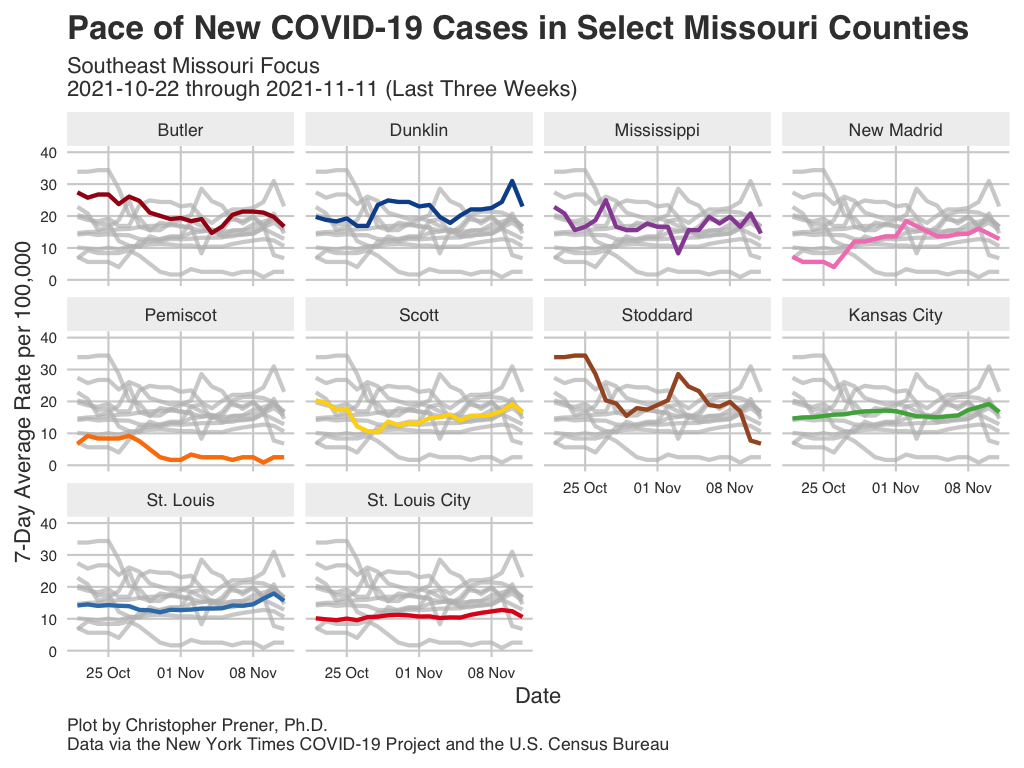 Pace of New COVID-19 Cases in Select Missouri Counties
Southeast Missouri Focus
2021-10-22 through 2021-11-11 (Last Three Weeks)
Butler
Dunklin
Mississippi
New Madrid
40
30
20
10
0
Pemiscot
Scott
Stoddard
Kansas City
40
30
20
10
0
25 Oct
01 Nov
08 Nov
25 Oct
01 Nov
08 Nov
St. Louis
St. Louis City
40
30
20
10
0
25 Oct
01 Nov
08 Nov
25 Oct
01 Nov
08 Nov
7-Day Average Rate per 100,000
Date
Plot by Christopher Prener, Ph.D.
Data via the New York Times COVID-19 Project and the U.S. Census Bureau